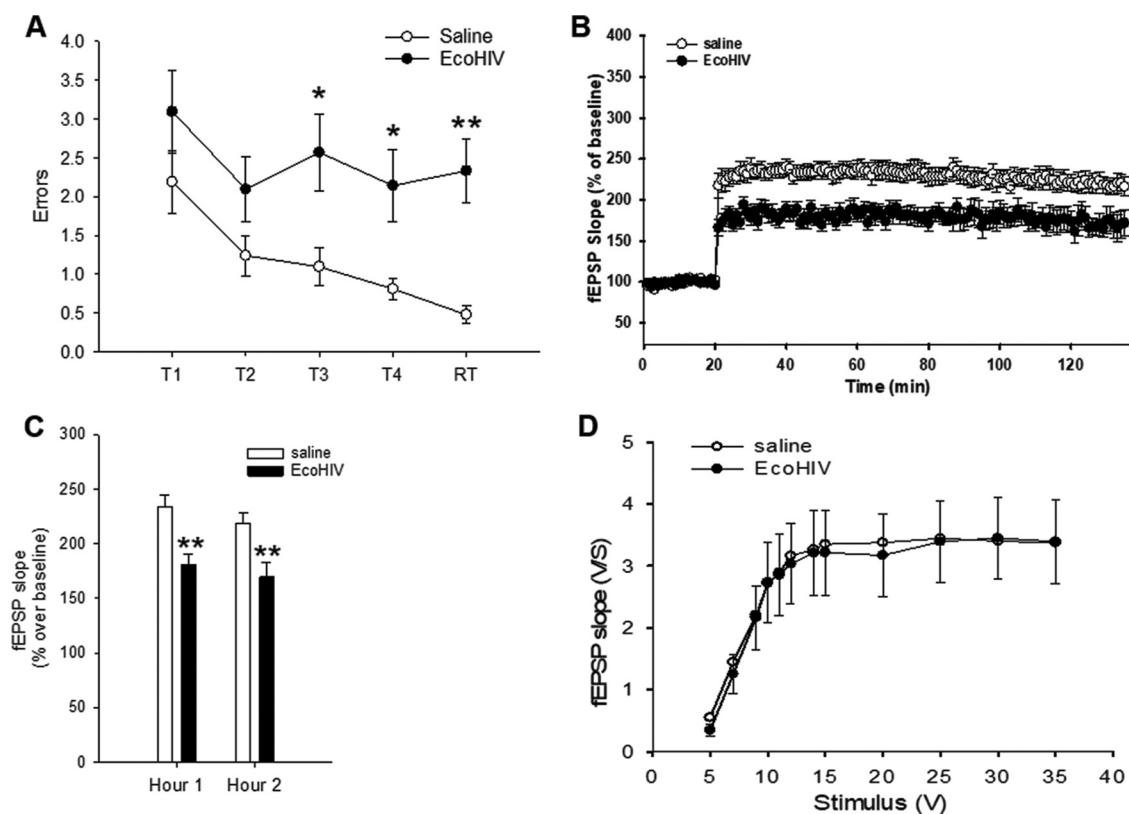 A
Saline
EcoHIV
4.0
3.5
3.0
2.5
2.0
1.5
1.0
0.5
0.0
Errors
*
*
**
T1 T2 T3 T4 RT
B
saline
EcoHIV
400
350
300
250
200
150
100
50
fEPSP Slope (% of baseline)
0 20 40 60 80 100 120
Time (min)
C
saline
EcoHIV
300
250
200
150
100
50
0
fEPSP slope
(% over baseline)
**
**
Hour 1 Hour 2
D
saline
EcoHIV
5
4
3
2
1
0
fEPSP slope (V/S)
0 5 10 15 20 25 30 35 40
Stimulus (V)